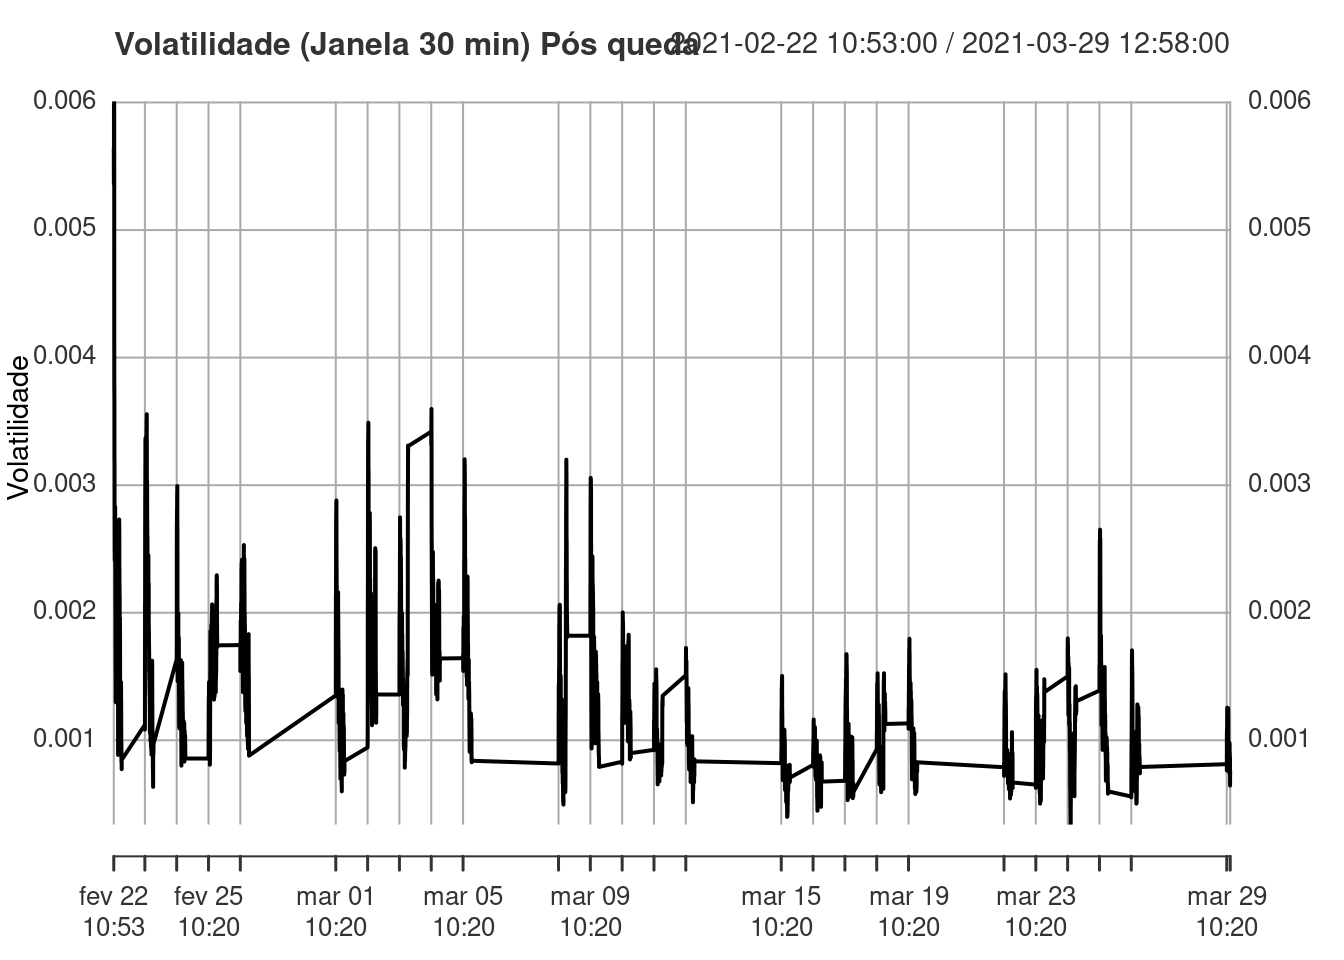 Volatilidade (Janela 30 min) Pós queda 2021-02-22 10:53:00 / 2021-03-29 12:58:00
0.006 0.006
0.005 0.005
0.004 0.004
Volatilidade
0.003 0.003
0.002 0.002
0.001 0.001
fev 22 fev 25 mar 01 mar 05 mar 09 mar 15 mar 19 mar 23 mar 29
10:53 10:20 10:20 10:20 10:20 10:20 10:20 10:20 10:20